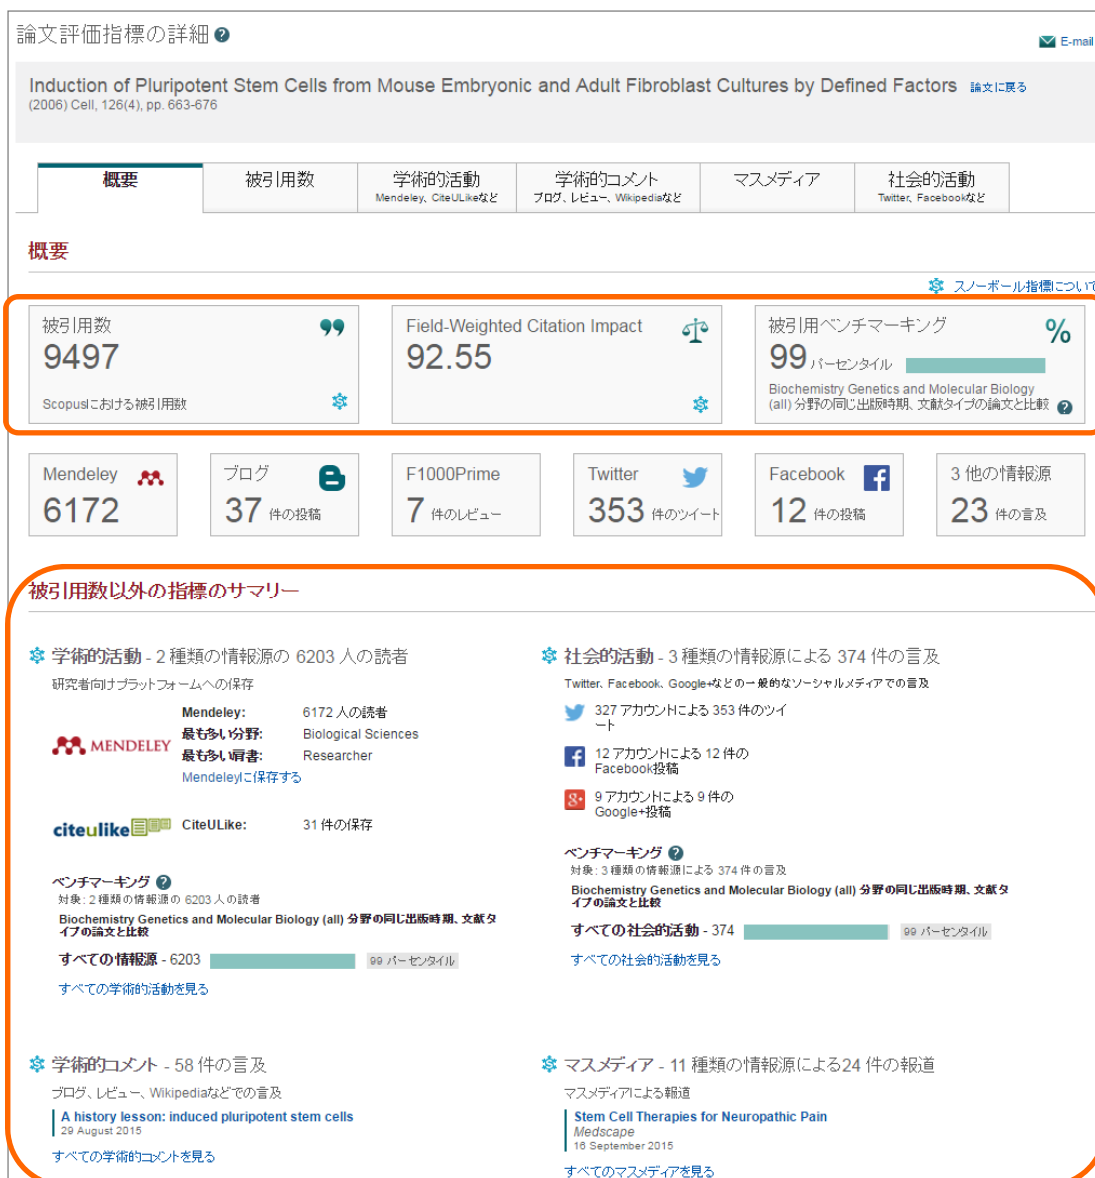 論文評価指標の詳細 ?
E-mail
Induction of Pluripotent Stem Cells from Mouse Embryonic and Adult Fibroblast Cultures by Defined Factors 論文に戻る
(2006) Cell, 126(4), pp. 663-676
概要 被引用数 学術的活動 学術的コメント マスメディア 社会的活動
Mendeley、CiteULikeなど ブログ、レビュー、Wikipediaなど Twitter、Facebookなど
概要
スノーボール指標について
被引用数 Field-Weighted Citation Impact 被引用ベンチマーキング %
9497 92.55 99 パーセンタイル
Scopusにおける被引用数 Biochemistry Genetics and Molecular Biology
(all) 分野の同じ出版時期、文献タイプの論文と比較 ?
Mendeley ブログ F1000Prime Twitter Facebook 3 他の情報源
6172 37 件の投稿 7 件のレビュー 353 件のツイート 12 件の投稿 23 件の言及
被引用数以外の指標のサマリー
学術的活動 - 2 種類の情報源の 6203 人の読者
研究者向けプラットフォームへの保存
MENDELEY
Mendeley: 6172 人の読者
最も多い分野: Biological Sciences
最も多い肩書: Researcher
Mendeleyに保存する
citeulike CiteULike: 31 件の保存
ベンチマーキング ?
対象: 2 種類の情報源の 6203 人の読者
Biochemistry Genetics and Molecular Biology (all) 分野の同じ出版時期、文献タ
イプの論文と比較
すべての情報源 - 6203 99 パーセンタイル
すべての学術的活動を見る
社会的活動 - 3 種類の情報源による 374 件の言及
Twitter、Facebook、Google+などの一般的なソーシャルメディアでの言及
327 アカウントによる 353 件のツイ
ート
12 アカウントによる 12 件の
Facebook投稿
9 アカウントによる 9 件の
Google+投稿
ベンチマーキング ?
対象: 3 種類の情報源による 374 件の言及
Biochemistry Genetics and Molecular Biology (all) 分野の同じ出版時期、文献タ
イプの論文と比較
すべての社会的活動 - 374 99 パーセンタイル
すべての社会的活動を見る
学術的コメント - 58 件の言及
ブログ、レビュー、Wikipediaなどでの言及
A history lesson: induced pluripotent stem cells
29 August 2015
すべての学術的コメントを見る
マスメディア - 11 種類の情報源による24 件の報道
マスメディアによる報道
Stem Cell Therapies for Neuropathic Pain
Medscape
16 September 2015
すべてのマスメディアを見る